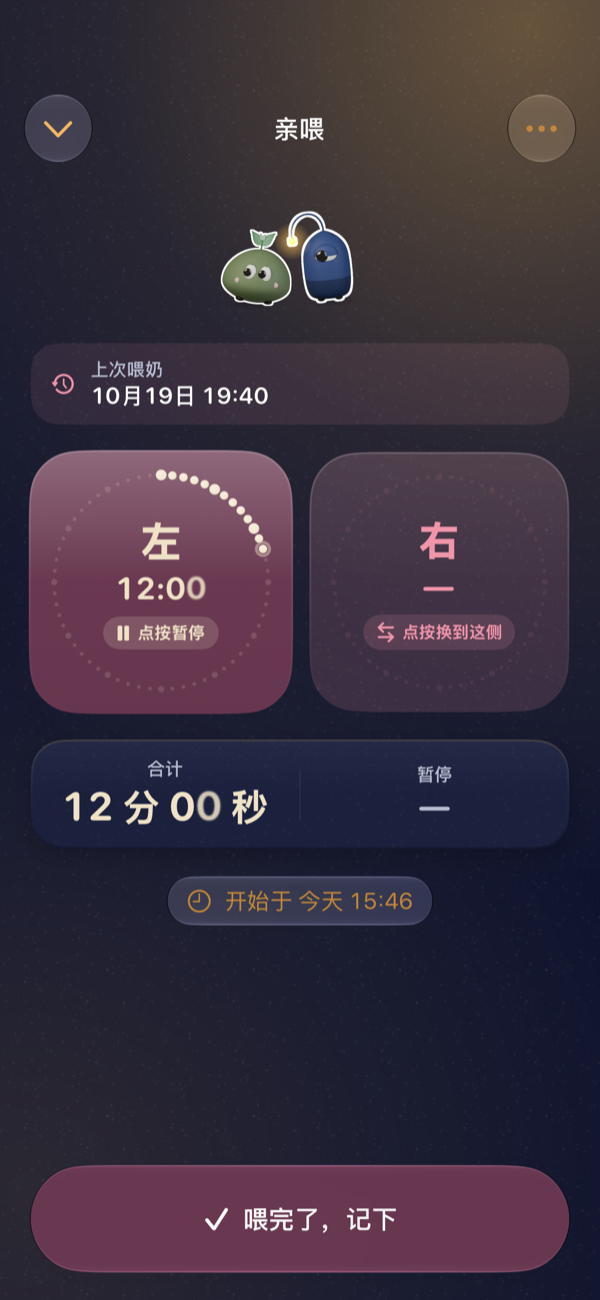 亲喂
上次喂奶
10月19日 19:40
左
12:00
点按暂停
右
—
点按换到这侧
合计
12 分 00 秒
暂停
—
开始于 今天 15:46
喂完了，记下